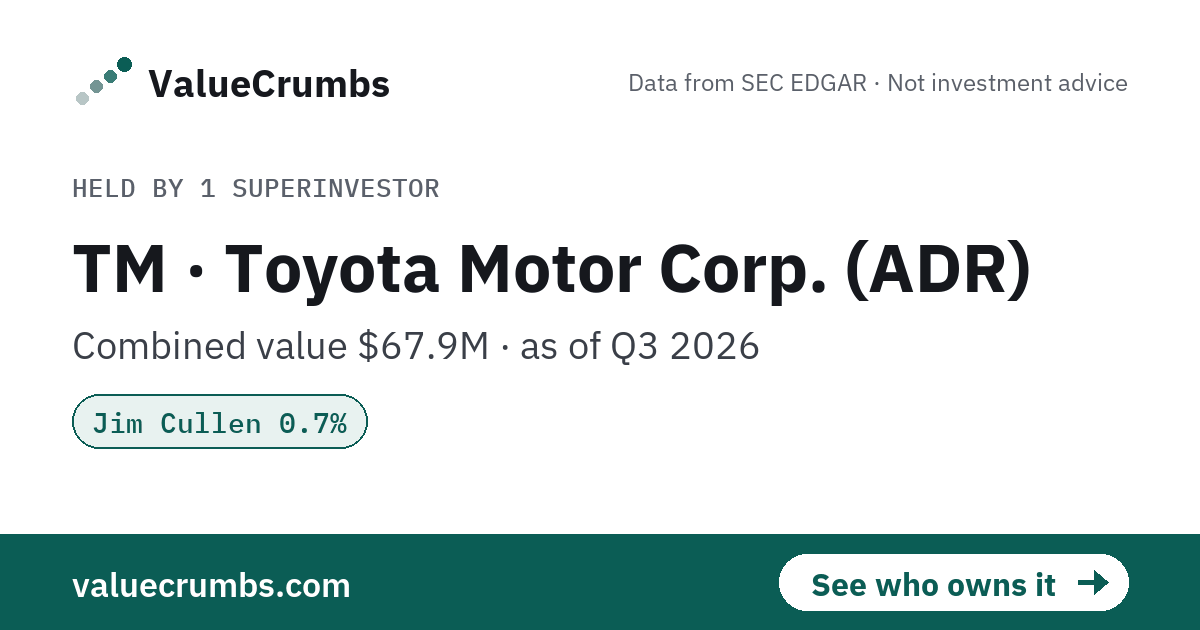 ValueCrumbs
Data from SEC EDGAR · Not investment advice
HELD BY 1 SUPERINVESTOR
TM · Toyota Motor Corp. (ADR)
Combined value $67.9M · as of Q3 2026
Jim Cullen 0.7%
valuecrumbs.com
See who owns it →